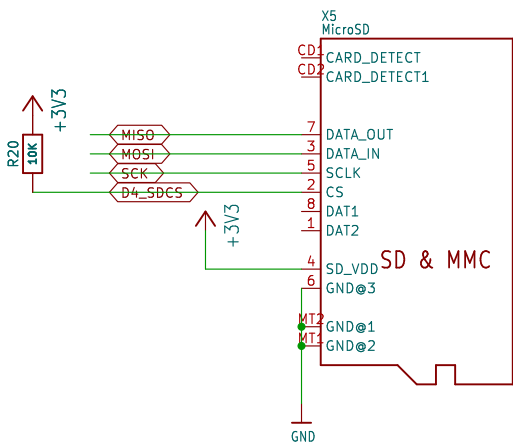 X5
MicroSD
CD1 CARD_DETECT
CD2 CARD_DETECT1
+3V3
R20 10K
MISO 7 DATA_OUT
MOSI 3 DATA_IN
SCK 5 SCLK
D4_SDCS 2 CS
8 DAT1
1 DAT2
+3V3
SD & MMC
4 SD_VDD
6 GND@3
MT2 GND@1
MT1 GND@2
GND